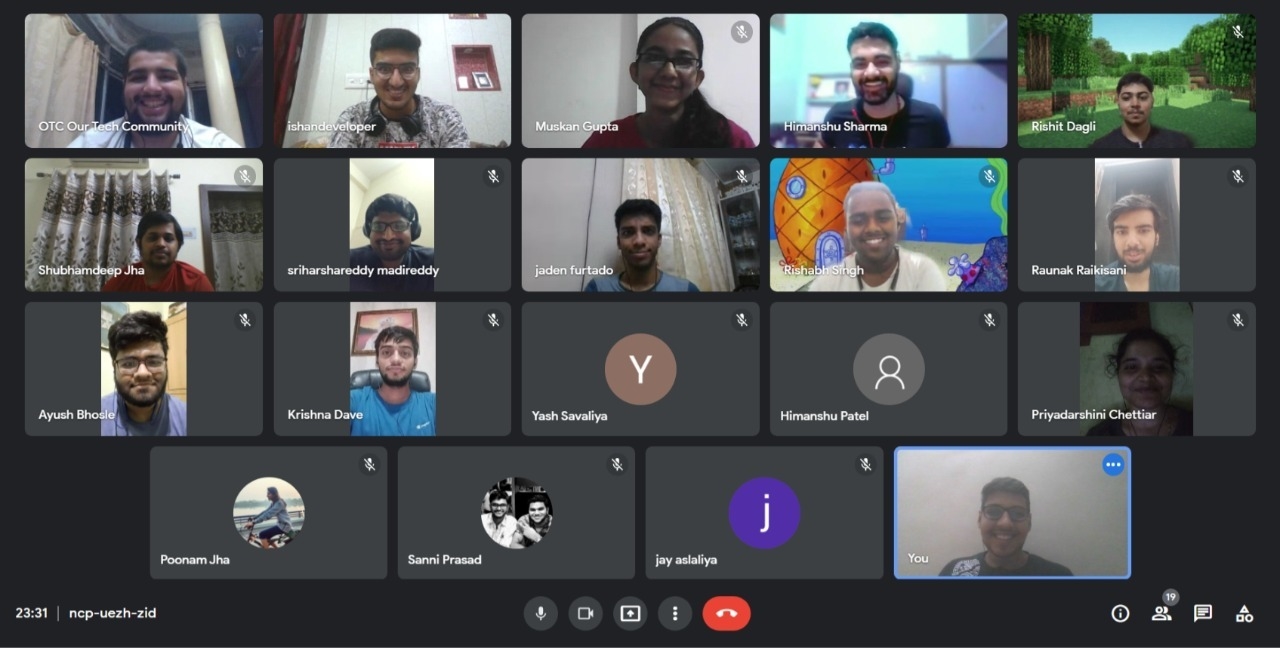 OTC Our Tech Community
ishandeveloper
Muskan Gupta
Himanshu Sharma
Rishit Dagli
Shubhamdeep Jha
sriharshareddy madireddy
jaden furtado
Rishabh Singh
Raunak Raikisani
Ayush Bhosle
Krishna Dave
Y
Yash Savaliya
Himanshu Patel
Priyadarshini Chettiar
Poonam Jha
Sanni Prasad
j
jay aslaliya
You
23:31 | ncp-uezh-zid
19